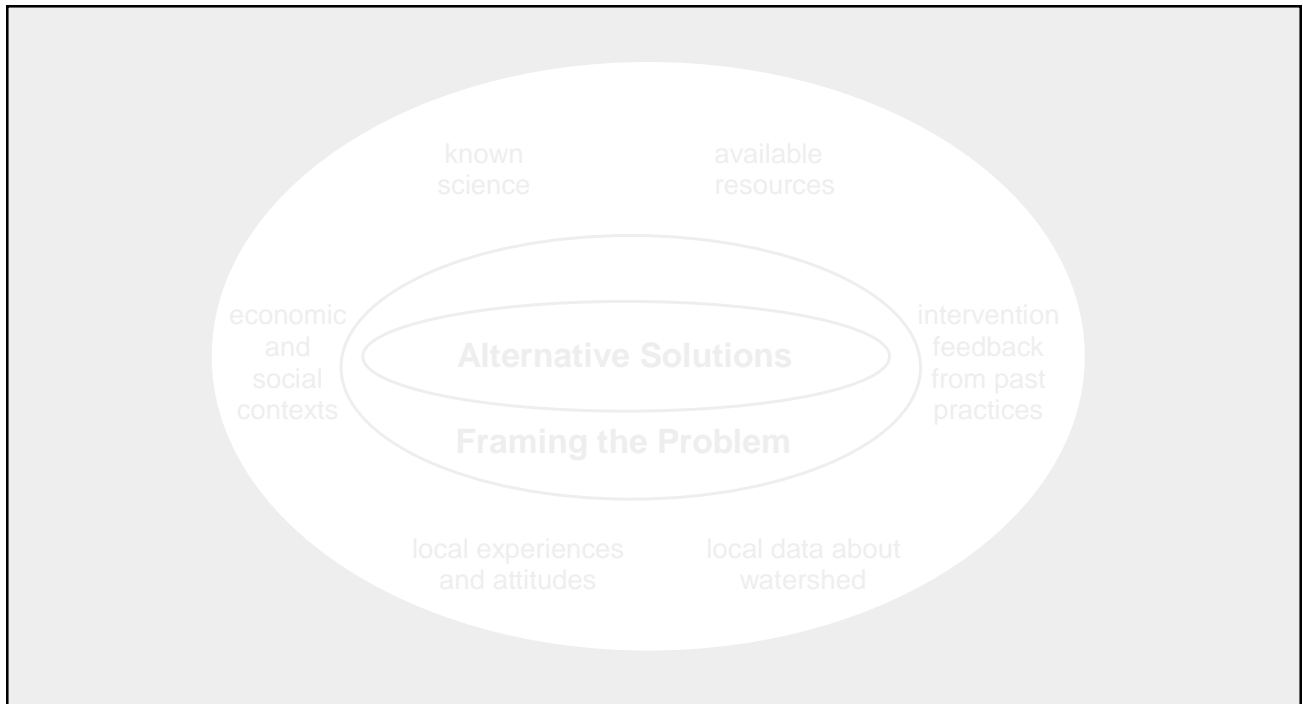 known
science
available
resources
economic
and
social
contexts
Alternative Solutions
Framing the Problem
intervention
feedback
from past
practices
local experiences
and attitudes
local data about
watershed